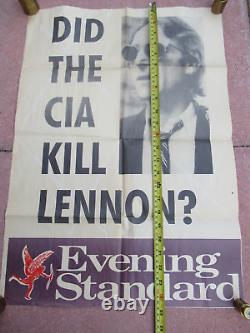 DID
THE
CIA
KILL
LENNON?
Evening
Standard